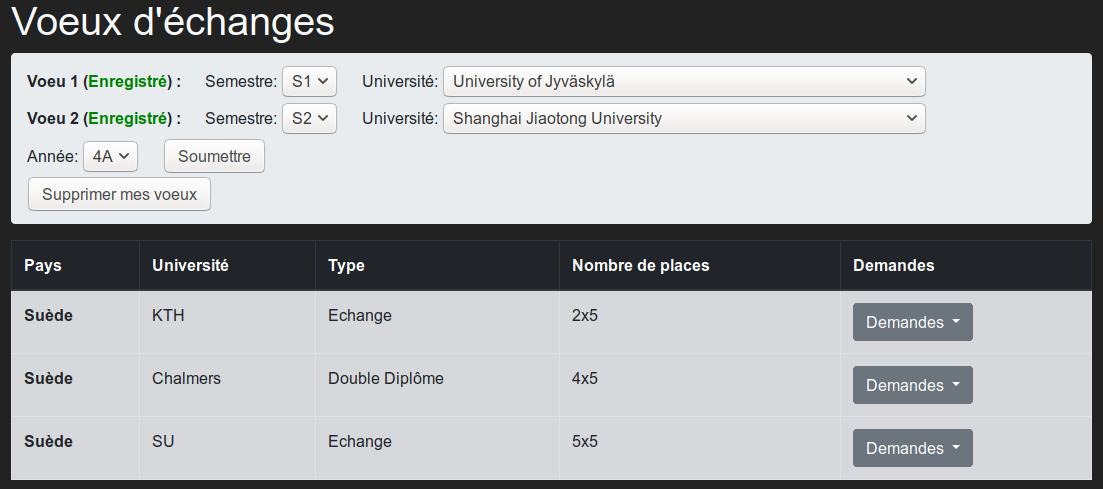 Voeux d'échanges
Voeu 1 (Enregistré) : Semestre: S1 Université: University of Jyväskylä
Voeu 2 (Enregistré) : Semestre: S2 Université: Shanghai Jiaotong University
Année: 4A Soumettre
Supprimer mes voeux
Pays Université Type Nombre de places Demandes
Suède KTH Echange 2x5 Demandes
Suède Chalmers Double Diplôme 4x5 Demandes
Suède SU Echange 5x5 Demandes